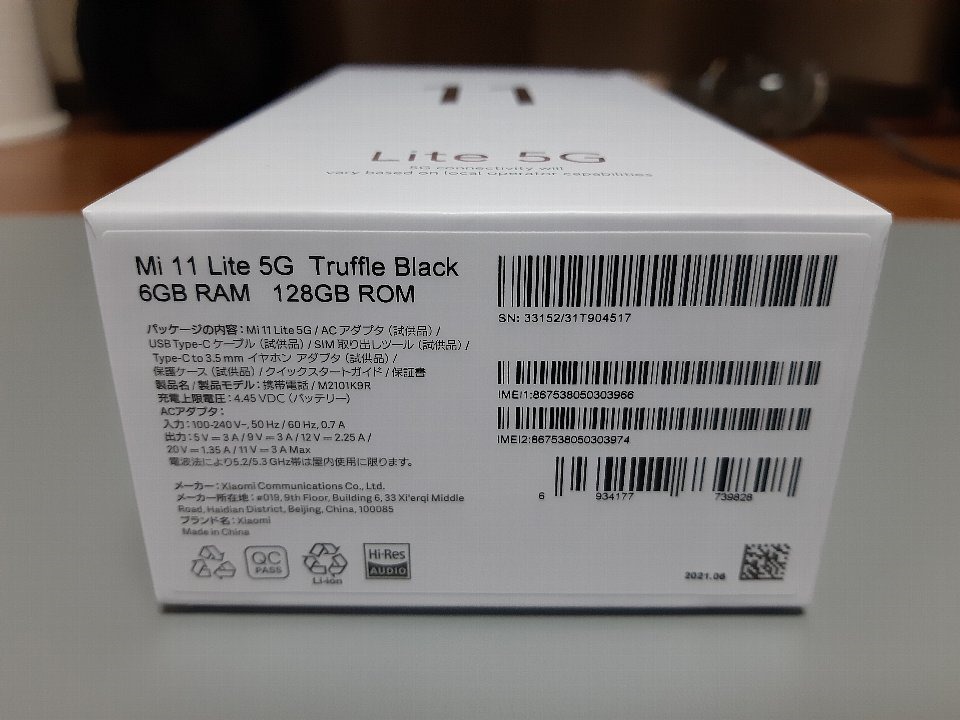 11
Lite 5G
5G connectivity will
vary based on local operator capabilities
Mi 11 Lite 5G Truffle Black
6GB RAM 128GB ROM
パッケージの内容：Mi 11 Lite 5G / AC アダプタ（試供品）/
USB Type-C ケーブル（試供品）/ SIM 取り出しツール（試供品）/
Type-C to 3.5 mm イヤホン アダプタ（試供品）/
保護ケース（試供品）/ クイックスタートガイド / 保証書
製品名 / 製品モデル：携帯電話 / M2101K9R
充電上限電圧：4.45 VDC（バッテリー）
ACアダプタ：
入力：100-240 V~, 50 Hz / 60 Hz, 0.7 A
出力：5 V = 3 A / 9 V = 3 A / 12 V = 2.25 A /
20 V = 1.35 A / 11 V = 3 A Max
電波法により5.2/5.3 GHz帯は屋内使用に限ります。
メーカー：Xiaomi Communications Co., Ltd.
メーカー所在地：#019, 9th Floor, Building 6, 33 Xi'erqi Middle
Road, Haidian District, Beijing, China, 100085
ブランド名：Xiaomi
Made in China
QC
PASS
Li-ion
Hi-Res
AUDIO
SN: 33152/31T904517
IMEI1:867538050303966
IMEI2:867538050303974
6 934177 739828
2021.06